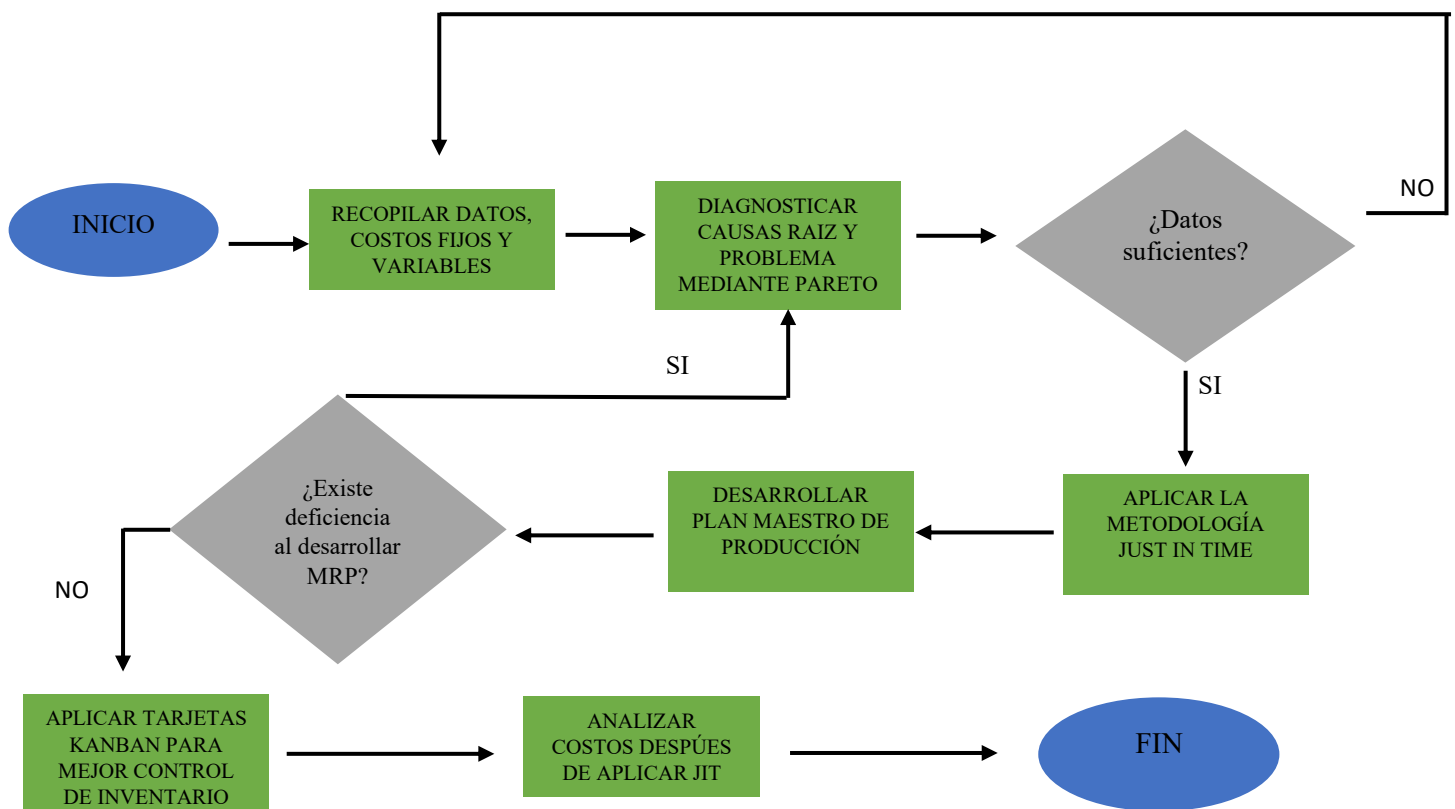 INICIO
RECOPILAR DATOS,
COSTOS FIJOS Y
VARIABLES
DIAGNOSTICAR
CAUSAS RAIZ Y
PROBLEMA
MEDIANTE PARETO
¿Datos
suficientes?
NO
SI
SI
APLICAR LA
METODOLOGÍA
JUST IN TIME
DESARROLLAR
PLAN MAESTRO DE
PRODUCCIÓN
¿Existe
deficiencia
al desarrollar
MRP?
NO
APLICAR TARJETAS
KANBAN PARA
MEJOR CONTROL
DE INVENTARIO
ANALIZAR
COSTOS DESPÚES
DE APLICAR JIT
FIN